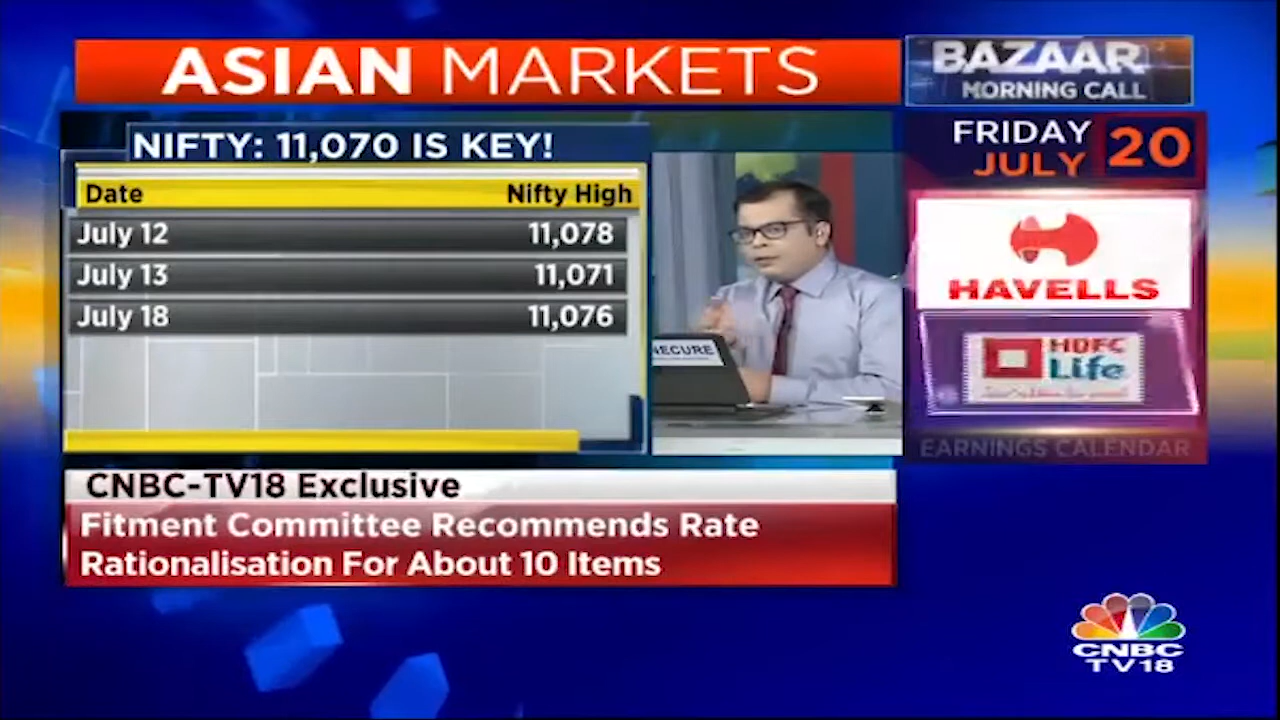 ASIAN MARKETS
BAZAAR
MORNING CALL
NIFTY: 11,070 IS KEY!
Date Nifty High
July 12 11,078
July 13 11,071
July 18 11,076
FRIDAY
JULY 20
HAVELLS
HDFC
Life
EARNINGS CALENDAR
ECURE
CNBC-TV18 Exclusive
Fitment Committee Recommends Rate
Rationalisation For About 10 Items
CNBC
TV18